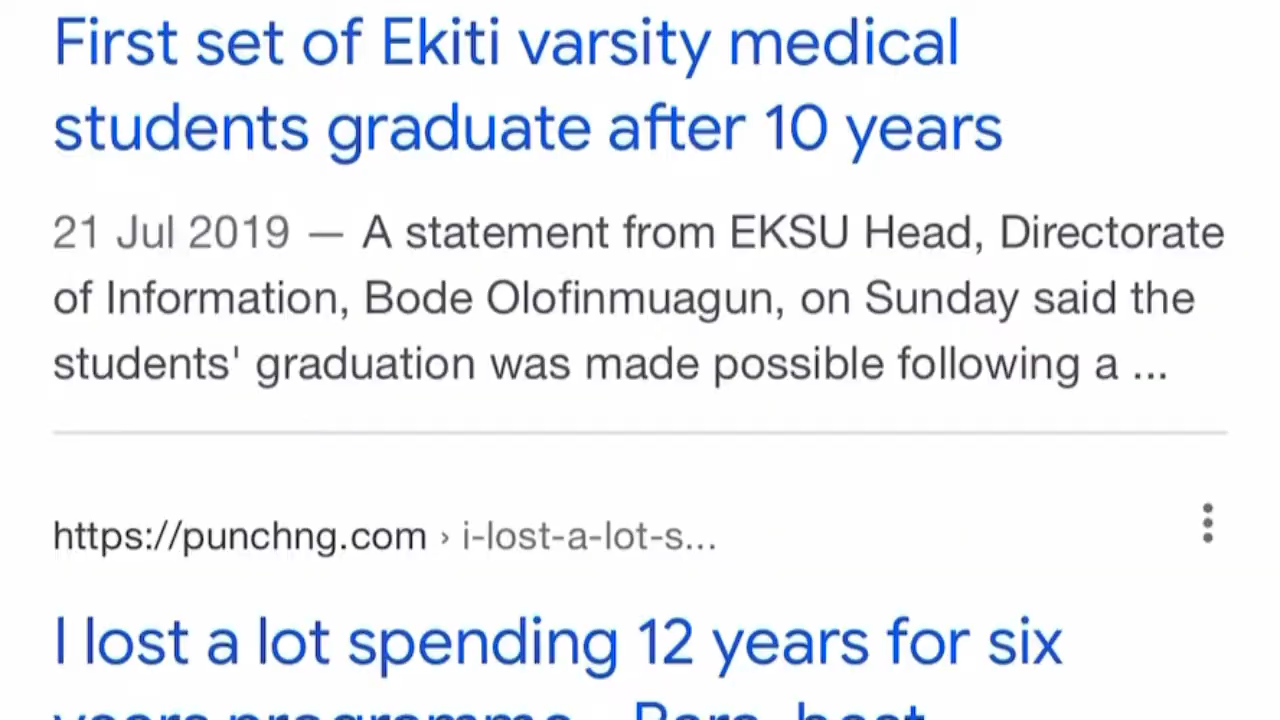 First set of Ekiti varsity medical
students graduate after 10 years
21 Jul 2019 — A statement from EKSU Head, Directorate
of Information, Bode Olofinmuagun, on Sunday said the
students' graduation was made possible following a ...
https://punchng.com › i-lost-a-lot-s...
I lost a lot spending 12 years for six
years programme